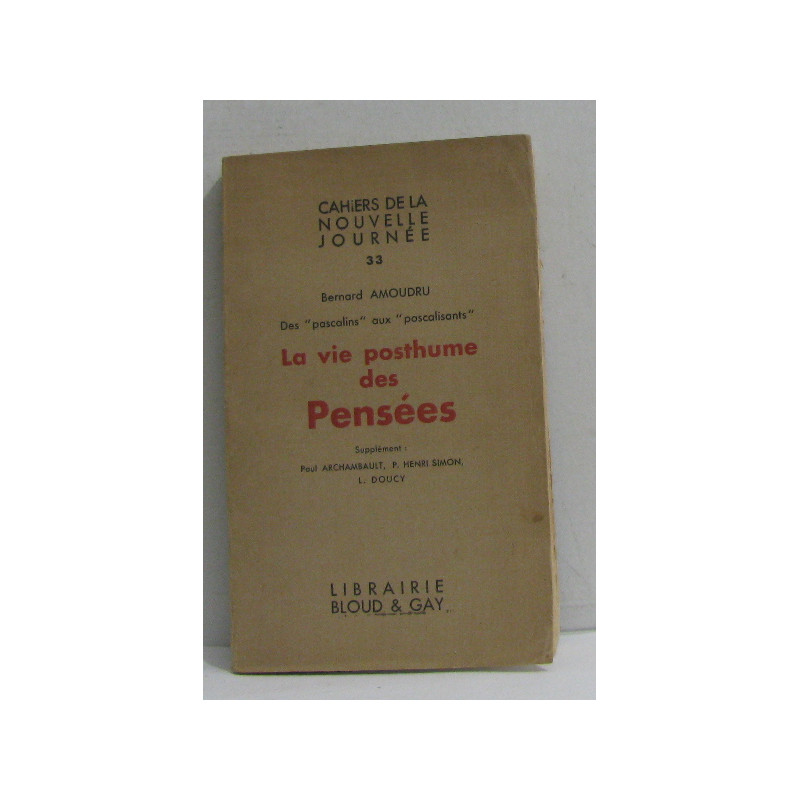 CAHiERS DE LA
NOUVELLE
JOURNÉE
33
Bernard AMOUDRU
Des "pascalins" aux "pascalisants"
La vie posthume
des
Pensées
Supplément :
Paul ARCHAMBAULT, P. HENRI SIMON,
L. DOUCY
LIBRAIRIE
BLOUD & GAY